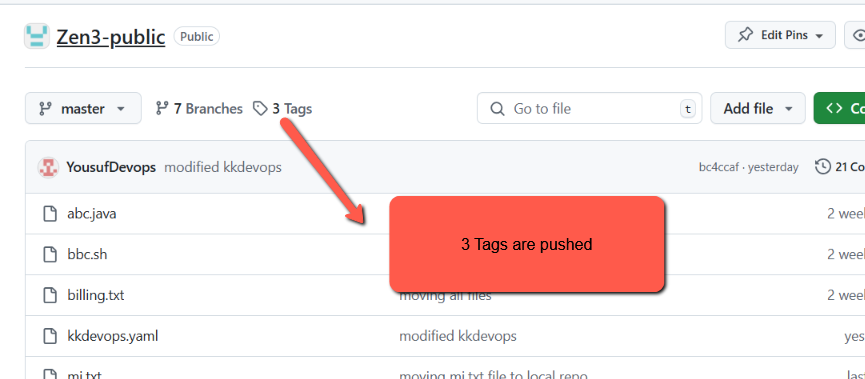 Zen3-public Public Edit Pins
master 7 Branches 3 Tags Go to file t Add file
YousufDevops modified kkdevops bc4ccaf · yesterday 21 Co
abc.java 2 wee
3 Tags are pushed
bbc.sh 2 wee
billing.txt moving all files 2 wee
kkdevops.yaml modified kkdevops yes
mi.txt moving mi.txt file to local repo las